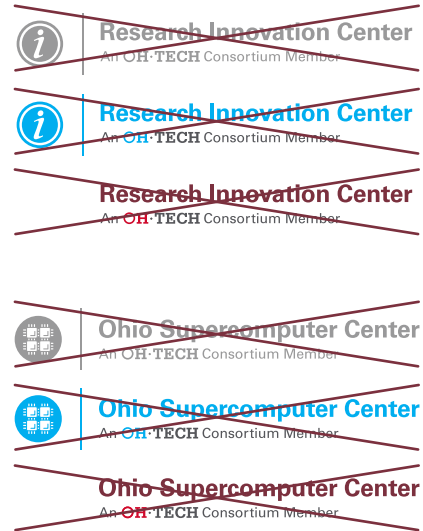 Research Innovation Center
An OH·TECH Consortium Member
Research Innovation Center
An OH·TECH Consortium Member
Research Innovation Center
An OH·TECH Consortium Member
Ohio Supercomputer Center
An OH·TECH Consortium Member
Ohio Supercomputer Center
An OH·TECH Consortium Member
Ohio Supercomputer Center
An OH·TECH Consortium Member